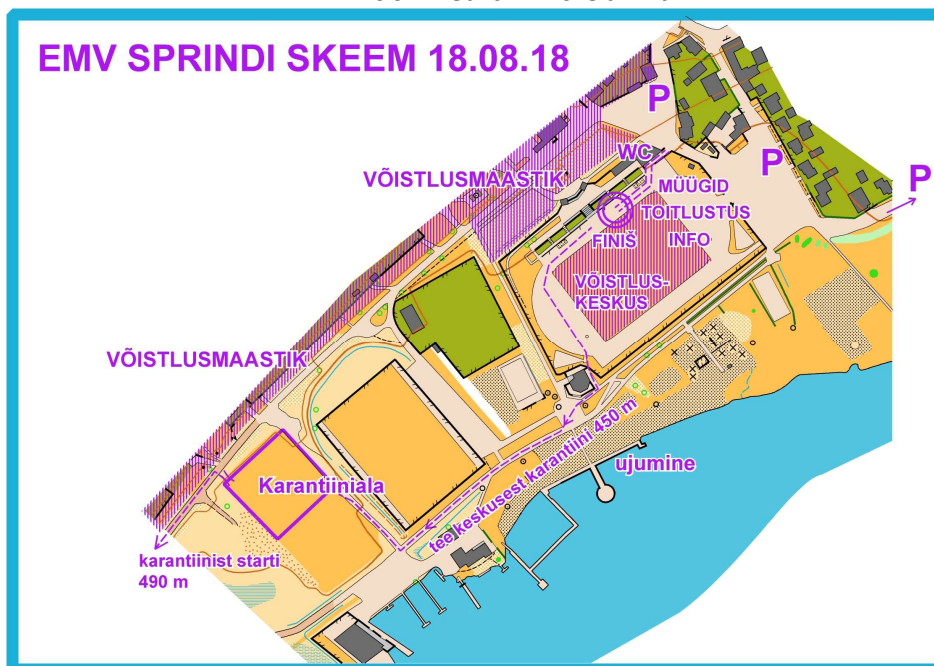 EMV SPRINDI SKEEM 18.08.18
P
WC
P
VÕISTLUSMAASTIK
MÜÜGID
P
TOITLUSTUS
FINIŠ
INFO
VÕISTLUS-
KESKUS
VÕISTLUSMAASTIK
tee keskusest karantiini 450 m
ujumine
Karantiiniala
karantiinist starti
490 m